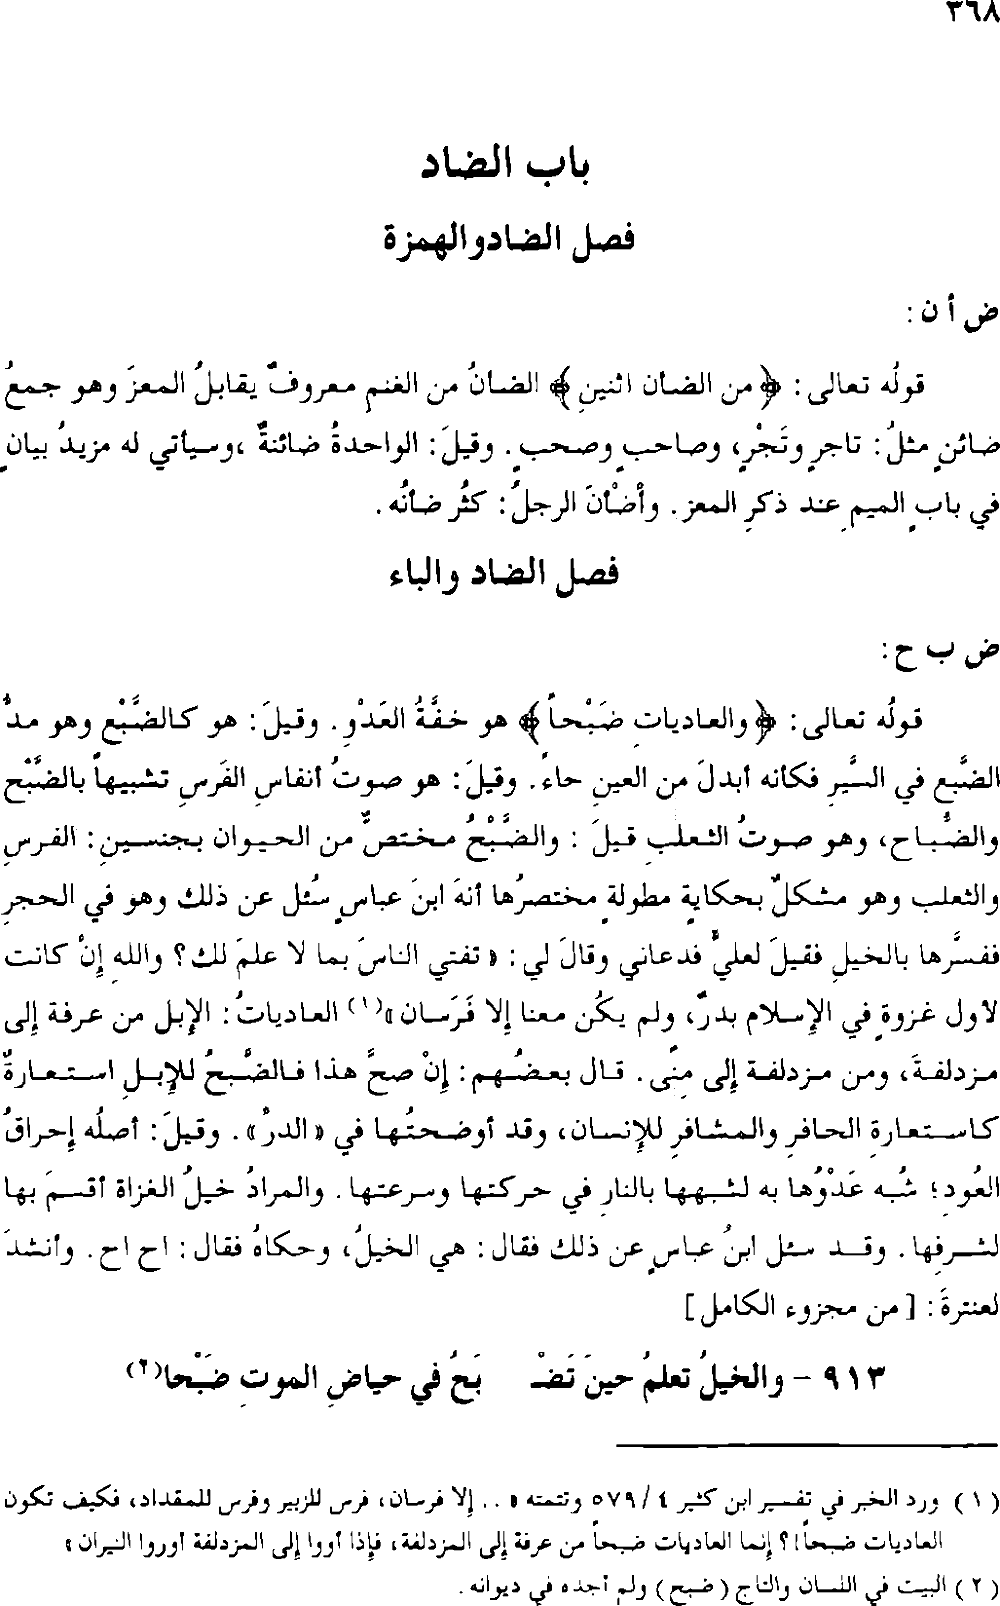 ٣٦٨
باب الضاد
فصل الضادوالهمزة
ض أ ن :
قولُه تعالى: ﴿من الضأن اثنينِ﴾ الضأنُ من الغنمِ معروفٌ يقابلُ المعزَ وهو جمعُ
ضائنٍ مثلُ: تاجرٍ وتَجْرٍ، وصاحبٍ وصحبٍ. وقيلَ: الواحدةُ ضائنةٌ ،وسيأتي له مزيدُ بيانٍ
في بابِ الميمِ عند ذكرِ المعز. وأضْأنَ الرجلُ: كثُر ضأنُه.
فصل الضاد والباء
ض ب ح:
قولُه تعالى: ﴿والعادياتِ ضَبْحاً﴾ هو خفَّةُ العَدْوِ. وقيلَ: هو كالضَّبْع وهو مدُّ
الضَّبع في السَّيرِ فكأنه أبدلَ من العينِ حاءً. وقيلَ: هو صوتُ أنفاسِ الفَرسِ تشبيهاً بالضَّبْح
والضُّباح، وهو صوتُ الثعلبِ قيلَ : والضَّبْحُ مختصٌّ من الحيوان بجنسينِ: الفرسِ
والثعلب وهو مشكلٌ بحكايةٍ مطولةٍ مختصرُها أنهَ ابنَ عباسٍ سُئل عن ذلك وهو في الحجرِ
ففسَّرها بالخيلِ فقيلَ لعليٍّ فدعاني وقالَ لي: «تفتي الناسَ بما لا علمَ لك؟ واللهِ إِنْ كانت
لأول غزوةٍ في الإسلام بدرٌ، ولم يكُن معنا إلا فَرَسان»(١) العادياتُ: الإبل من عرفة إلى
مزدلفةَ، ومن مزدلفة إلى مِنًى. قال بعضُهم: إِنْ صحَّ هذا فالضَّبحُ للإبلِ استعارةٌ
كاستعارةِ الحافرِ والمشافرِ للإنسان، وقد أوضحتُها في «الدرِّ». وقيلَ: أصلُه إحراقُ
العُودِ؛ شُبه عَدْوُها به لشبهها بالنارِ في حركتها وسرعتها. والمرادُ خيلُ الغزاة أقسمَ بها
لشرفِها. وقد سئل ابنُ عباسٍ عن ذلك فقال: هي الخيلُ، وحكاهُ فقال: اح اح. وأنشدَ
لعنترةَ: [من مجزوء الكامل]
٩١٣ - والخيلُ تعلمُ حينَ تَضْـ بَحُ في حياضِ الموتِ ضَبْحا(٢)
(١) ورد الخبر في تفسير ابن كثير ٤/ ٥٧٩ وتتمته «.. إلا فرسان، فرس للزبير وفرس للمقداد، فكيف تكون
العاديات ضبحاً!؟ إنما العاديات ضبحاً من عرفة إلى المزدلفة، فإذا أووا إلى المزدلفة أوروا النيران»
(٢) البيت في اللسان والتاج (ضبح) ولم أجده في ديوانه.